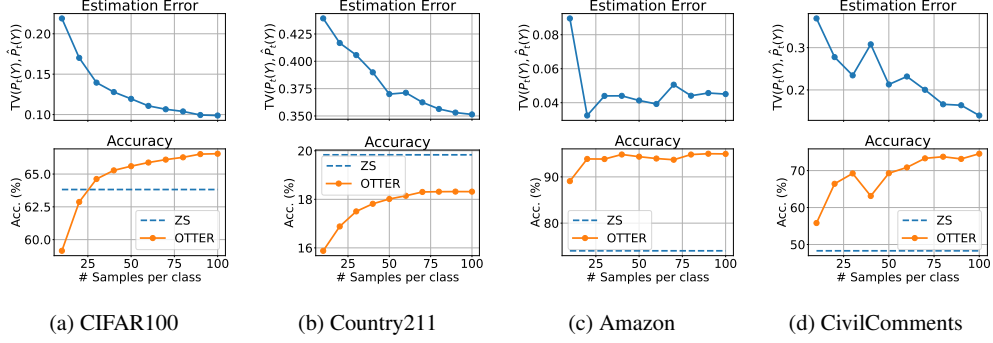 Estimation Error
TV(P_t(Y), P̂_t(Y))
0.20
0.15
0.10
Accuracy
Acc. (%)
65.0
62.5
60.0
ZS
OTTER
25 50 75 100
# Samples per class
(a) CIFAR100
Estimation Error
TV(P_t(Y), P̂_t(Y))
0.425
0.400
0.375
0.350
Accuracy
Acc. (%)
20
18
16
ZS
OTTER
25 50 75 100
# Samples per class
(b) Country211
Estimation Error
TV(P_t(Y), P̂_t(Y))
0.08
0.06
0.04
Accuracy
Acc. (%)
90
80
ZS
OTTER
25 50 75 100
# Samples per class
(c) Amazon
Estimation Error
TV(P_t(Y), P̂_t(Y))
0.3
0.2
Accuracy
Acc. (%)
70
60
50
ZS
OTTER
25 50 75 100
# Samples per class
(d) CivilComments